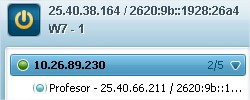 25.40.38.164 / 2620:9b::1928:26a4
W7 - 1
10.26.89.230 2/5
Profesor - 25.40.66.211 / 2620:9b::1...